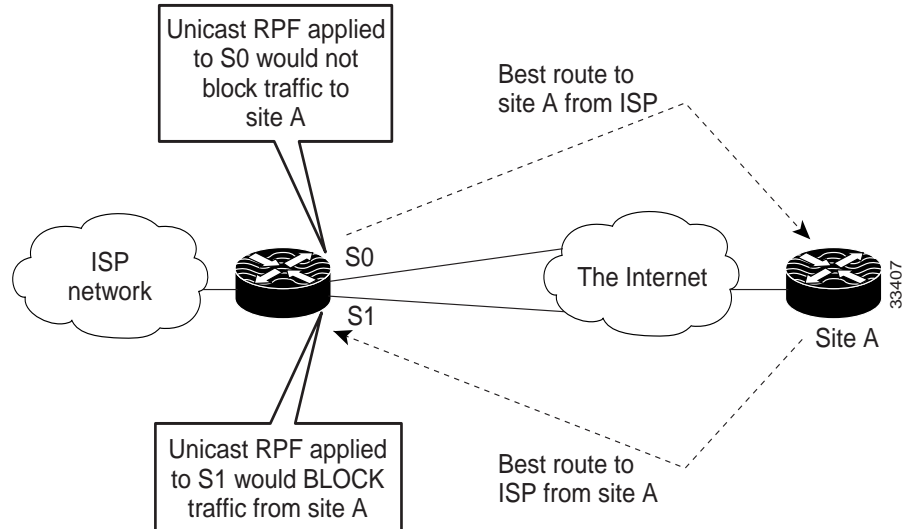 Unicast RPF applied
to S0 would not
block traffic to
site A
Best route to
site A from ISP
ISP
network
S0
S1
The Internet
Site A
33407
Unicast RPF applied
to S1 would BLOCK
traffic from site A
Best route to
ISP from site A